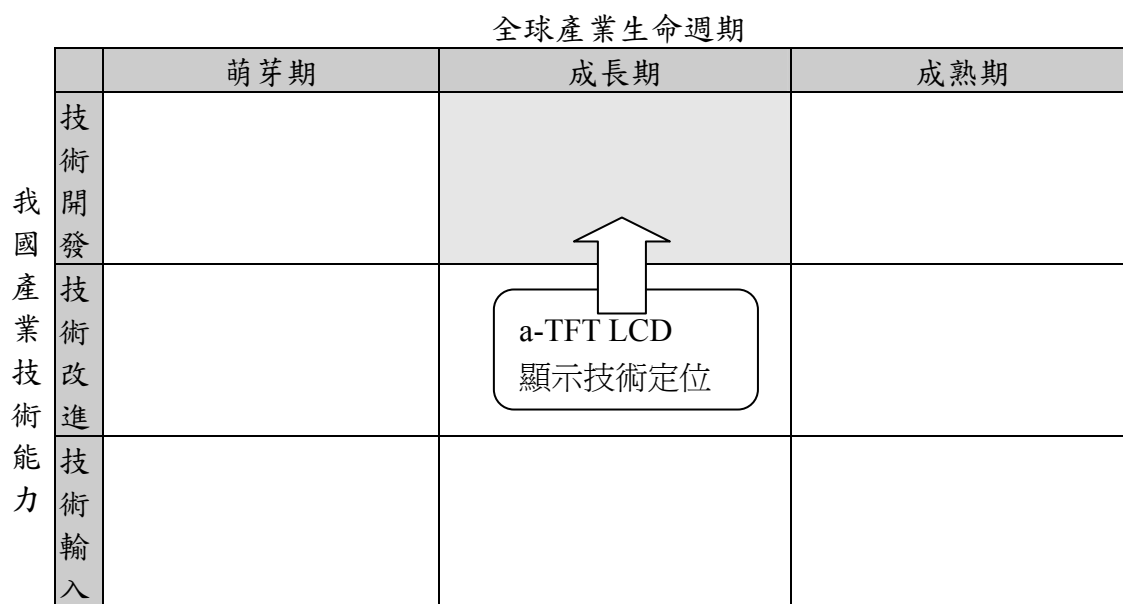 全球產業生命週期
萌芽期 成長期 成熟期
我國產業技術能力
技術開發
技術改進
a-TFT LCD
顯示技術定位
技術輸入